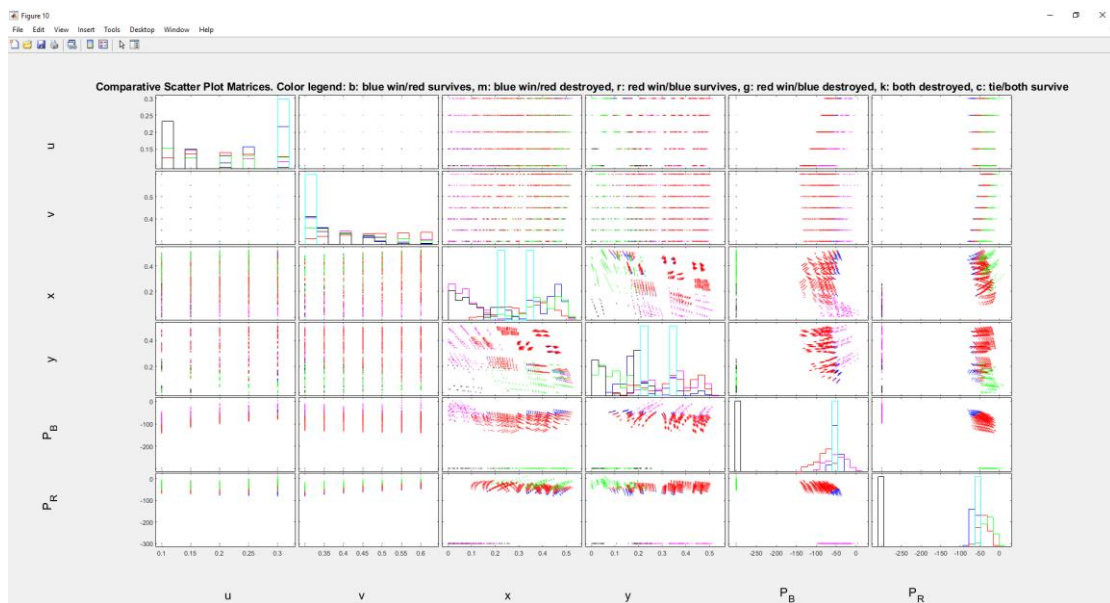 Figure 10
File Edit View Insert Tools Desktop Window Help
Comparative Scatter Plot Matrices. Color legend: b: blue win/red survives, m: blue win/red destroyed, r: red win/blue survives, g: red win/blue destroyed, k: both destroyed, c: tie/both survive
u
0.3
0.25
0.2
0.15
v
0.5
0.4
x
0.4
0.2
y
0.4
0.2
P_B
0
-100
-200
P_R
0
-100
-200
-300
0.1 0.15 0.2 0.25 0.3 0.35 0.4 0.45 0.5 0.55 0.6 0 0.1 0.2 0.3 0.4 0.5 0 0.1 0.2 0.3 0.4 0.5 -250 -200 -150 -100 -50 0 -250 -200 -150 -100 -50 0
u v x y P_B P_R